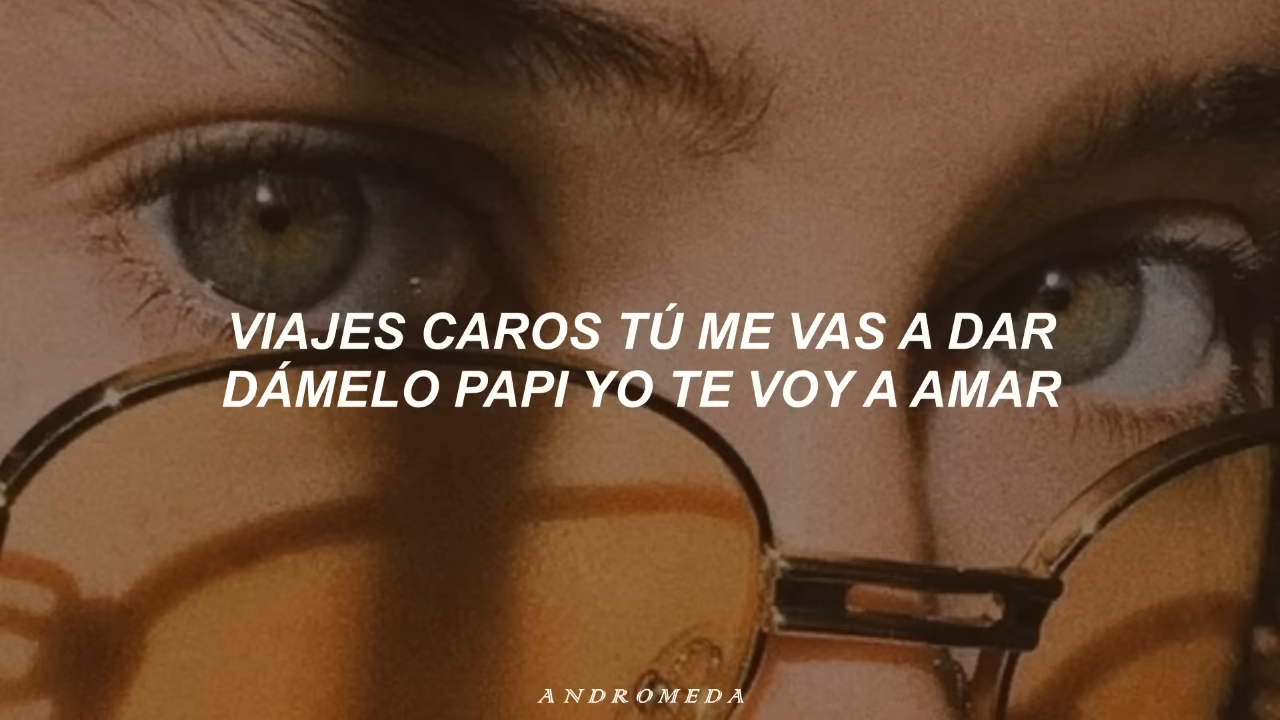 VIAJES CAROS TÚ ME VAS A DAR
DÁMELO PAPI YO TE VOY A AMAR
ANDROMEDA